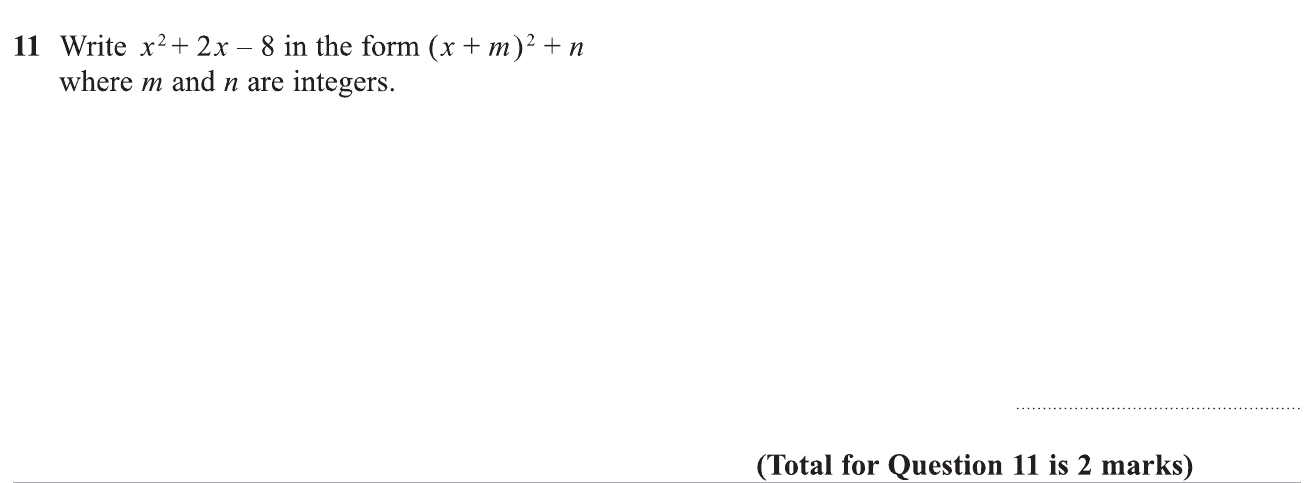 11 Write x² + 2x – 8 in the form (x + m)² + n
where m and n are integers.
(Total for Question 11 is 2 marks)